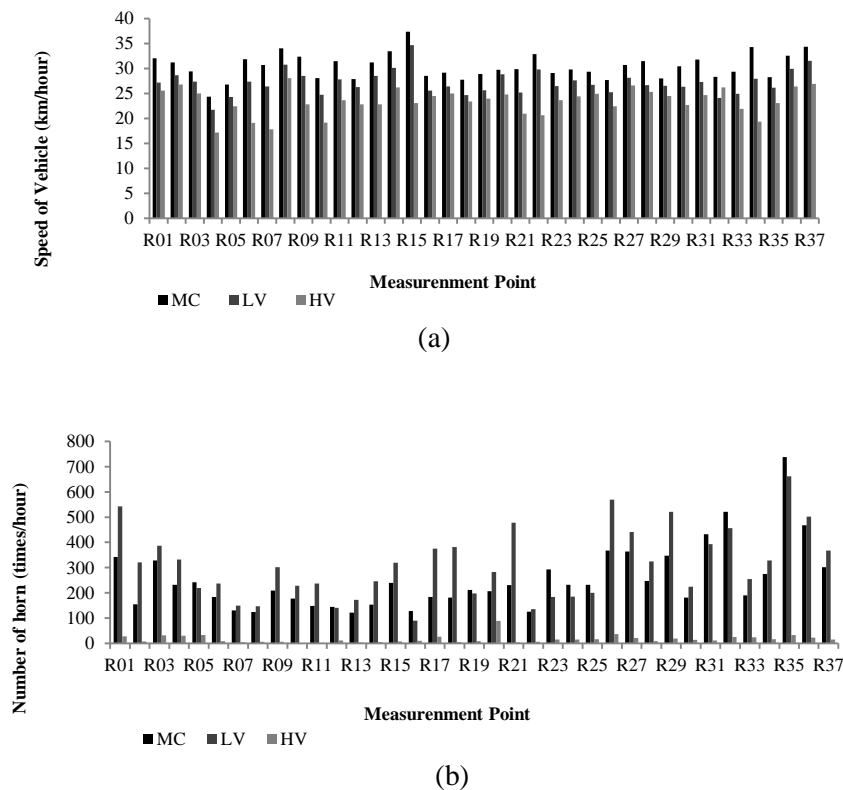 Speed of Vehicle (km/hour)
40
35
30
25
20
15
10
5
0
R01 R03 R05 R07 R09 R11 R13 R15 R17 R19 R21 R23 R25 R27 R29 R31 R33 R35 R37
Measurenment Point
MC LV HV
(a)
Number of horn (times/hour)
800
700
600
500
400
300
200
100
0
R01 R03 R05 R07 R09 R11 R13 R15 R17 R19 R21 R23 R25 R27 R29 R31 R33 R35 R37
Measurenment Point
MC LV HV
(b)